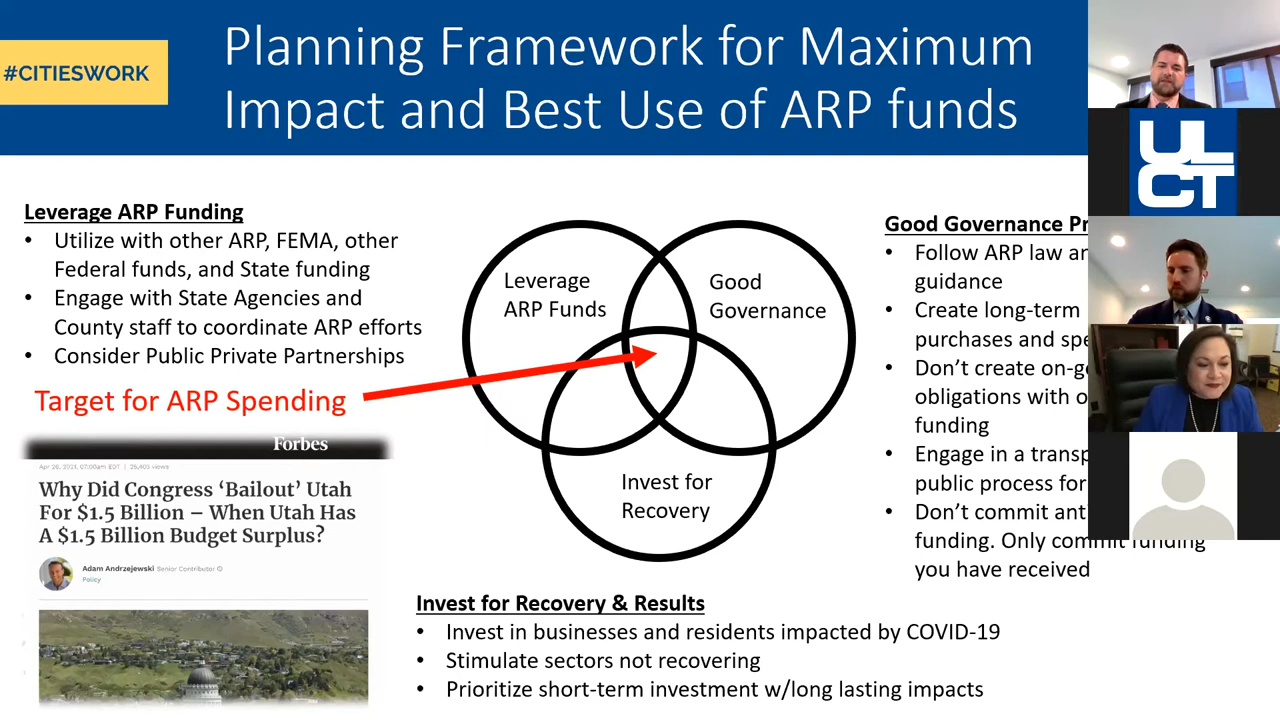 #CITIESWORK
Planning Framework for Maximum
Impact and Best Use of ARP funds
UL
CT
Leverage ARP Funding
• Utilize with other ARP, FEMA, other
Federal funds, and State funding
• Engage with State Agencies and
County staff to coordinate ARP efforts
• Consider Public Private Partnerships
Target for ARP Spending
Forbes
Apr 26, 2021, 07:00am EDT | 25,403 views
Why Did Congress ‘Bailout’ Utah
For $1.5 Billion – When Utah Has
A $1.5 Billion Budget Surplus?
Adam Andrzejewski Senior Contributor
Policy
Leverage
ARP Funds
Good
Governance
Invest for
Recovery
Good Governance Pr
• Follow ARP law an
guidance
• Create long-term
purchases and spe
• Don’t create on-go
obligations with o
funding
• Engage in a transp
public process for
• Don’t commit ant
funding. Only commit funding
you have received
Invest for Recovery & Results
• Invest in businesses and residents impacted by COVID-19
• Stimulate sectors not recovering
• Prioritize short-term investment w/long lasting impacts